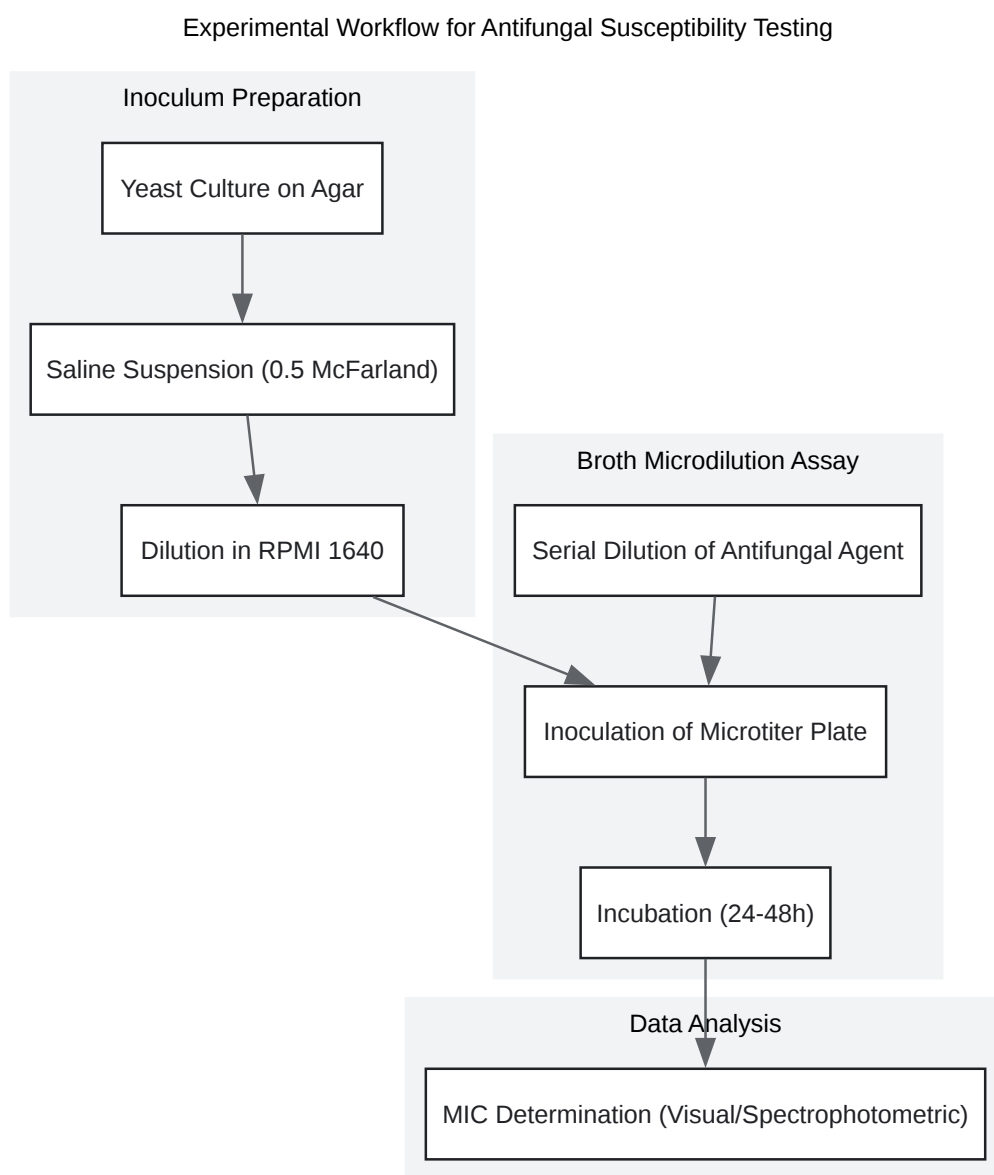 Experimental Workflow for Antifungal Susceptibility Testing
Inoculum Preparation
Yeast Culture on Agar
Saline Suspension (0.5 McFarland)
Dilution in RPMI 1640
Broth Microdilution Assay
Serial Dilution of Antifungal Agent
Inoculation of Microtiter Plate
Incubation (24-48h)
Data Analysis
MIC Determination (Visual/Spectrophotometric)